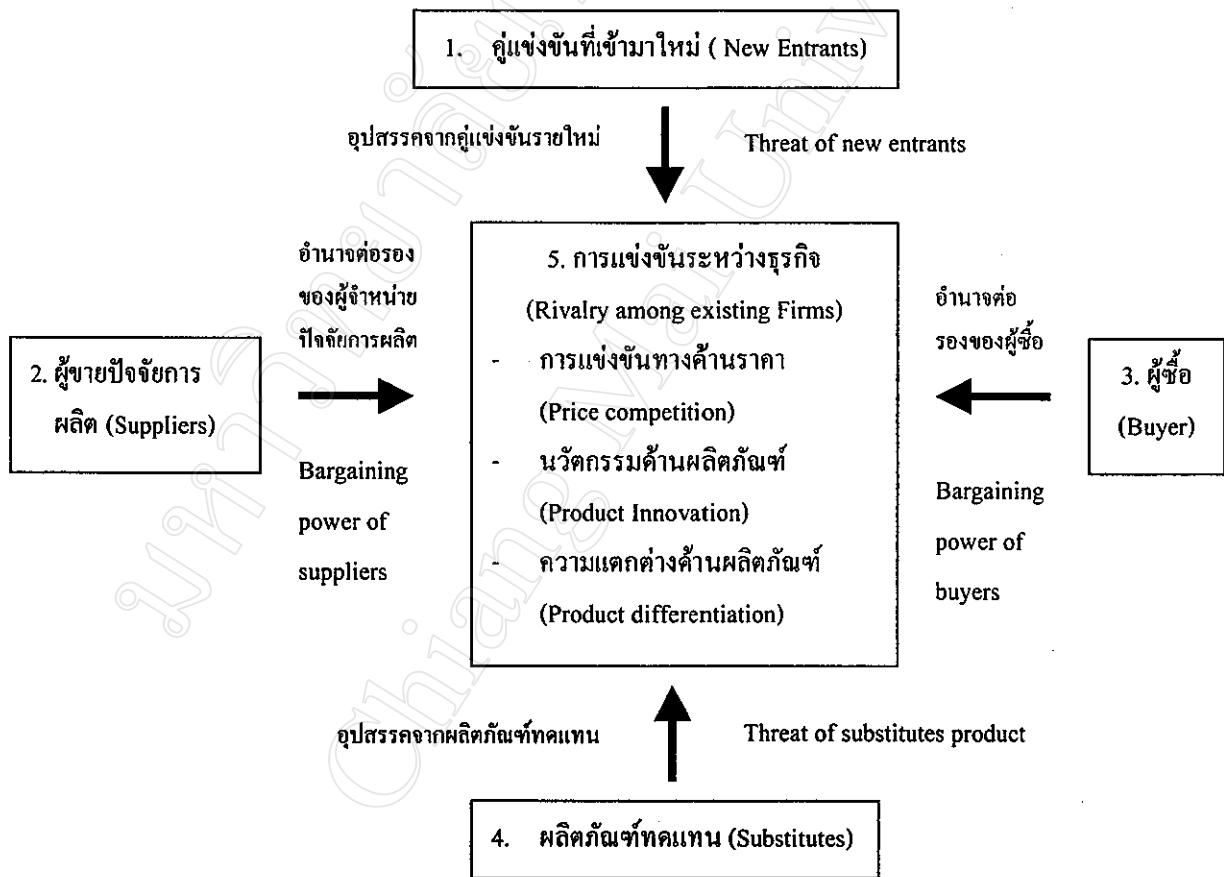 1. คู่แข่งขันที่เข้ามาใหม่ ( New Entrants)
อุปสรรคจากคู่แข่งขันรายใหม่
Threat of new entrants
อำนาจต่อรอง
ของผู้จำหน่าย
ปัจจัยการผลิต
2. ผู้ขายปัจจัยการ
ผลิต (Suppliers)
Bargaining
power of
suppliers
5. การแข่งขันระหว่างธุรกิจ
(Rivalry among existing Firms)
- การแข่งขันทางด้านราคา
(Price competition)
- นวัตกรรมด้านผลิตภัณฑ์
(Product Innovation)
- ความแตกต่างด้านผลิตภัณฑ์
(Product differentiation)
อำนาจต่อ
รองของผู้ซื้อ
3. ผู้ซื้อ
(Buyer)
Bargaining
power of
buyers
อุปสรรคจากผลิตภัณฑ์ทดแทน
Threat of substitutes product
4. ผลิตภัณฑ์ทดแทน (Substitutes)
Chiang Mai Univ